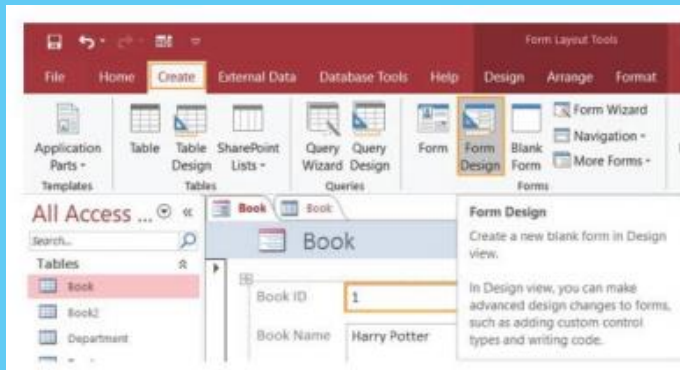 Form Layout Tools
File Home Create External Data Database Tools Help Design Arrange Format
Application Parts Table Table Design SharePoint Lists Query Wizard Query Design Form Form Design Blank Form Form Wizard
Navigation
More Forms
Templates Tables Queries Forms
All Access ... Book Book
Search...
Book
Tables
Book
Book2
Department
Book ID 1
Book Name Harry Potter
Form Design
Create a new blank form in Design
view.
In Design view, you can make
advanced design changes to forms,
such as adding custom control
types and writing code.